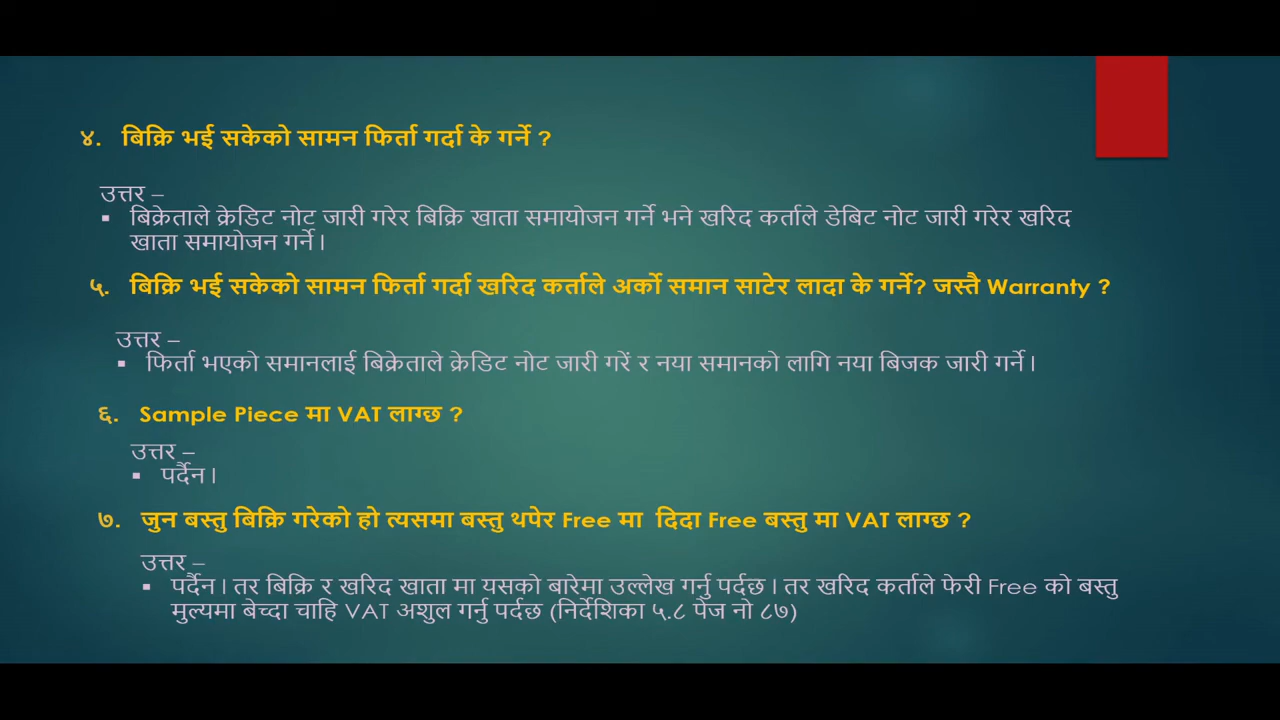 ४. बिक्रि भई सकेको सामन फिर्ता गर्दा के गर्ने ?
उत्तर –
▪ बिक्रेताले क्रेडिट नोट जारी गरेर बिक्रि खाता समायोजन गर्ने भने खरिद कर्ताले डेबिट नोट जारी गरेर खरिद
खाता समायोजन गर्ने ।
५. बिक्रि भई सकेको सामन फिर्ता गर्दा खरिद कर्ताले अर्को समान साटेर लादा के गर्ने? जस्तै Warranty ?
उत्तर –
▪ फिर्ता भएको समानलाई बिक्रेताले क्रेडिट नोट जारी गरें र नया समानको लागि नया बिजक जारी गर्ने ।
६. Sample Piece मा VAT लाग्छ ?
उत्तर –
▪ पर्दैन ।
७. जुन बस्तु बिक्रि गरेको हो त्यसमा बस्तु थपेर Free मा दिदा Free बस्तु मा VAT लाग्छ ?
उत्तर –
▪ पर्दैन । तर बिक्रि र खरिद खाता मा यसको बारेमा उल्लेख गर्नु पर्दछ । तर खरिद कर्ताले फेरी Free को बस्तु
मुल्यमा बेच्दा चाहि VAT अशुल गर्नु पर्दछ (निर्देशिका ५.८ पेज नो ८७)